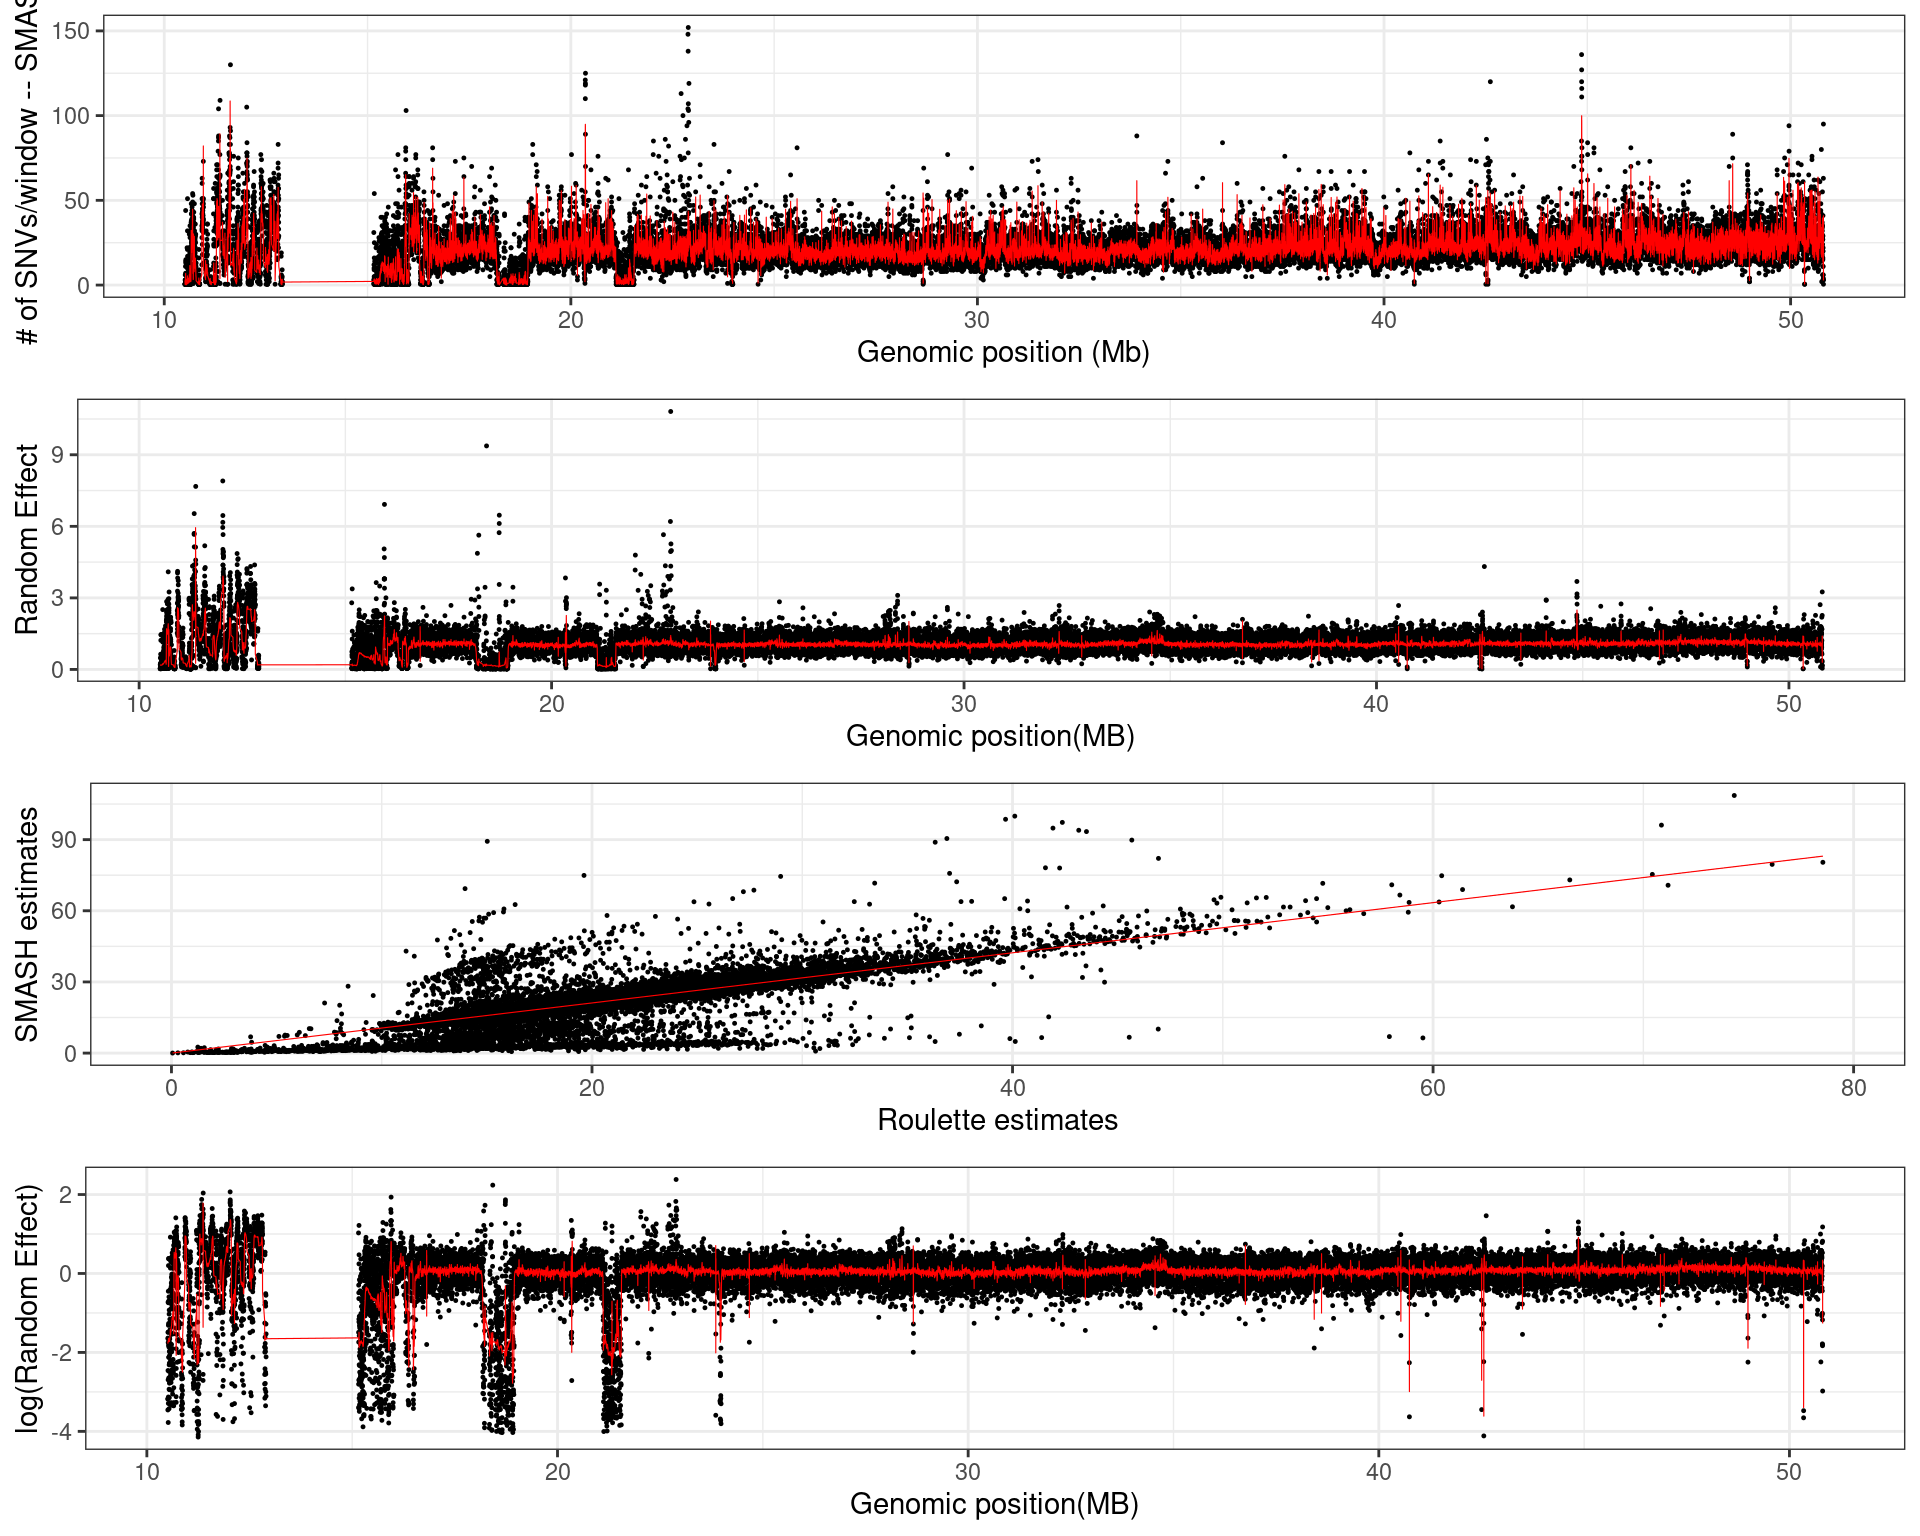 # of SNVs/window -- SMAS
150
100
50
0
10 20 30 40 50
Genomic position (Mb)
Random Effect
9
6
3
0
10 20 30 40 50
Genomic position(MB)
SMASH estimates
90
60
30
0
0 20 40 60 80
Roulette estimates
log(Random Effect)
2
0
-2
-4
10 20 30 40 50
Genomic position(MB)